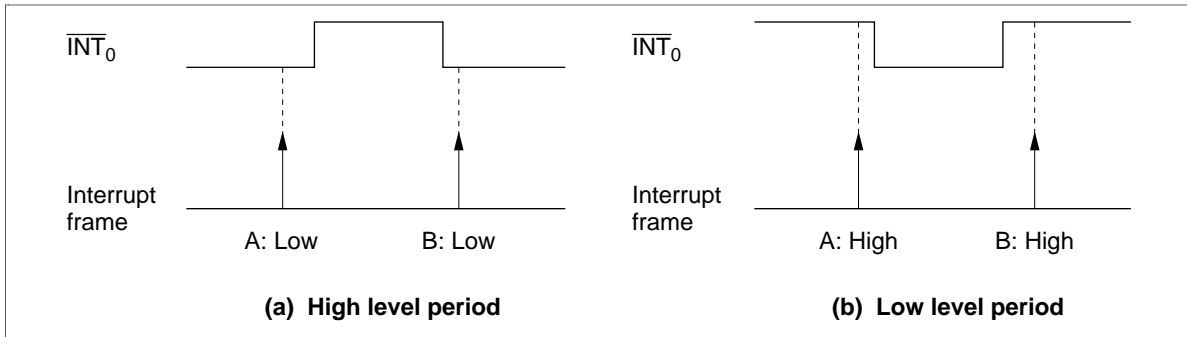 INT0
Interrupt
frame
A: Low
B: Low
(a) High level period
INT0
Interrupt
frame
A: High
B: High
(b) Low level period